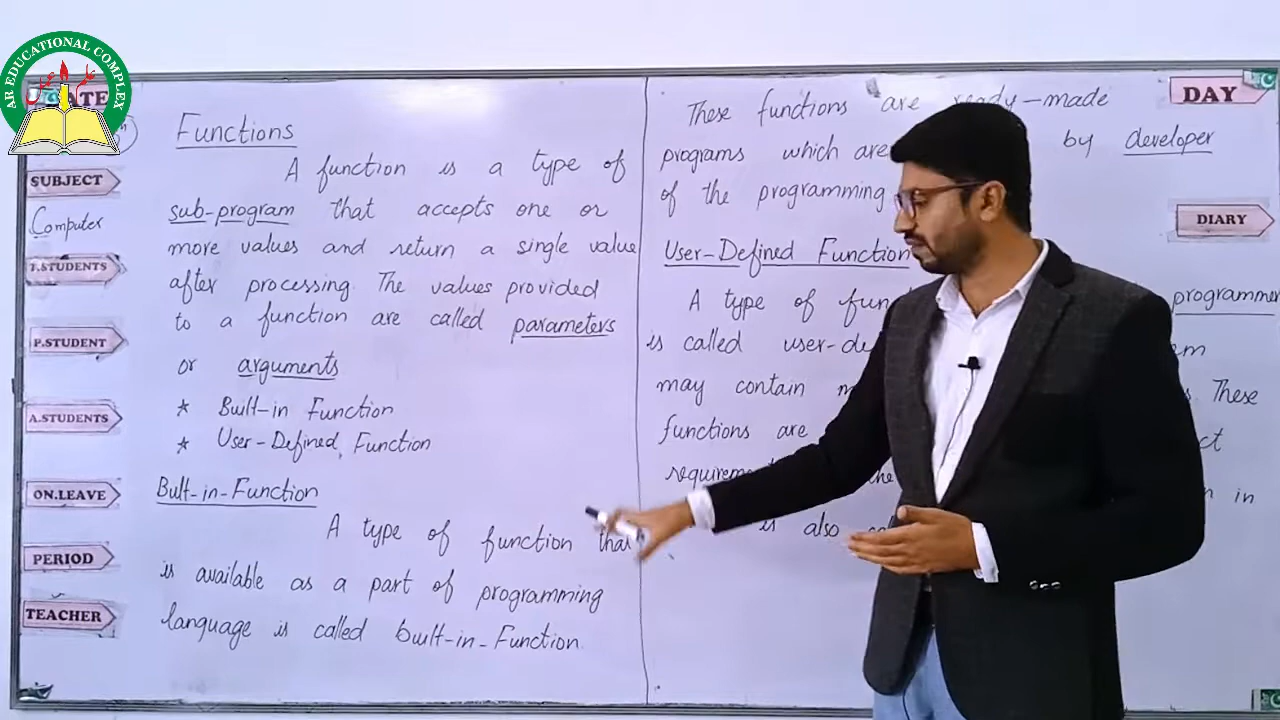 AR EDUCATIONAL COMPLEX
DATE
SUBJECT
Computer
T.STUDENTS
P.STUDENT
A.STUDENTS
ON.LEAVE
PERIOD
TEACHER
Functions
A function is a type of
sub-program that accepts one or
more values and return a single value
after processing. The values provided
to a function are called parameters
or arguments
* Built-in Function
* User-Defined Function
Bult-in-Function
A type of function that
is available as a part of programming
language is called built-in-Function.
These functions are ready-made
programs which are by developer
of the programming
User-Defined Function
A type of programmer
is called
may contain These
functions are
is also
in
DAY
DIARY